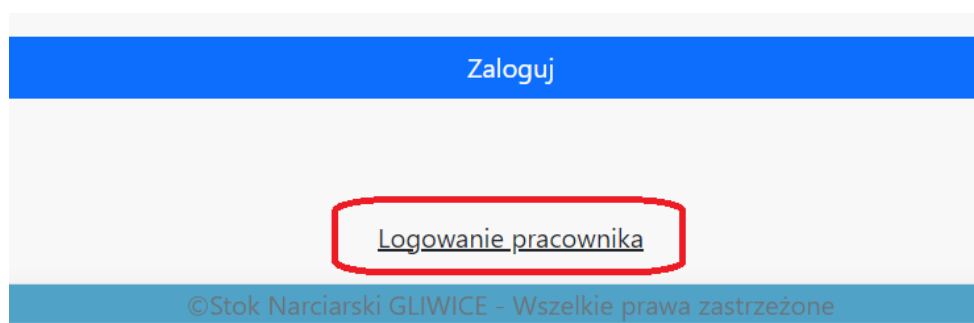 Zaloguj
Logowanie pracownika
©Stok Narciarski GLIWICE - Wszelkie prawa zastrzeżone